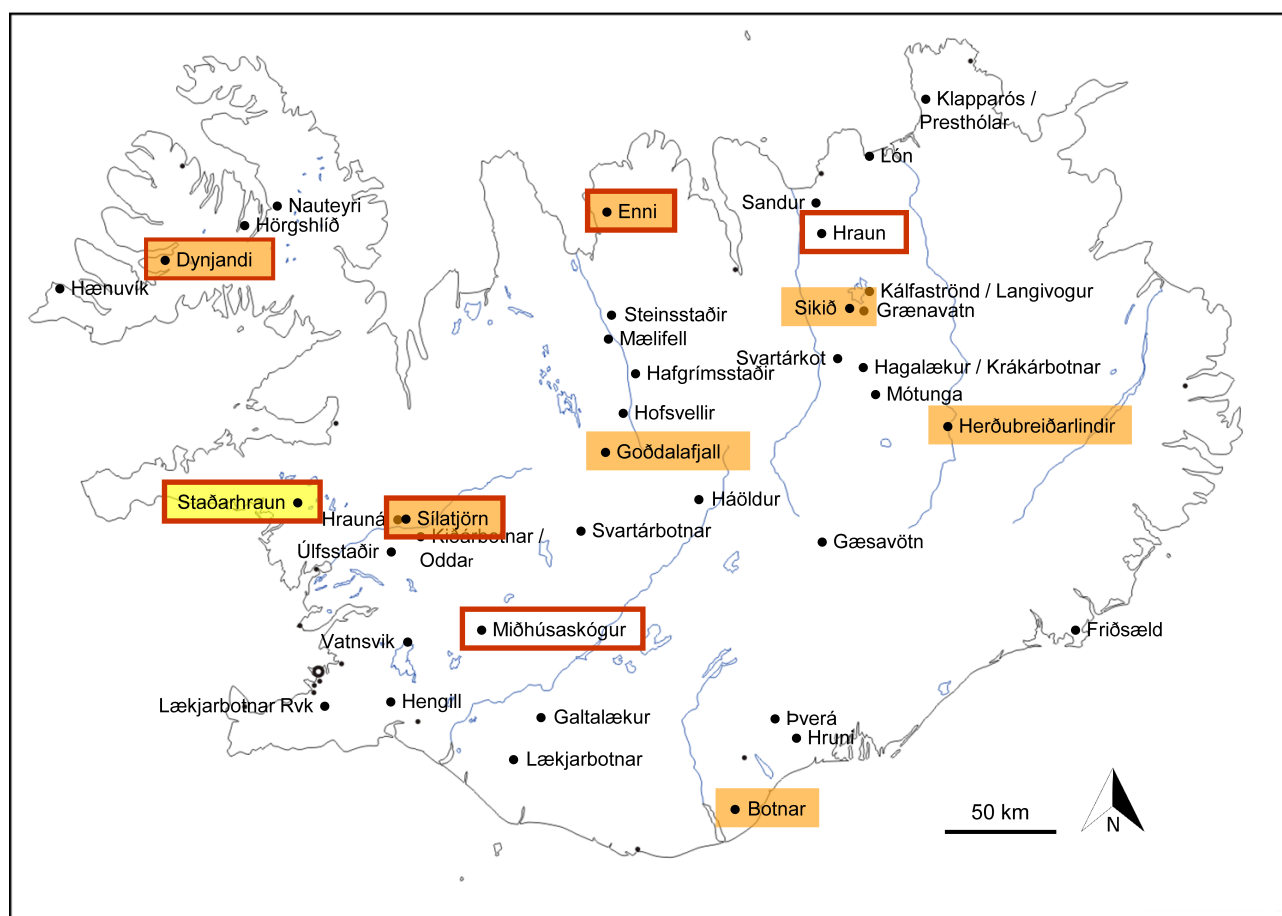 Klapparós /
Presthólar
Lón
Nauteyri
Sandur
Enni
Hörgshlíð
Hraun
Dynjandi
Hænuvík
Kálfaströnd / Langivogur
Sikið
Grænavatn
Steinsstaðir
Mælifell
Svartárkot
Hagalækur / Krákárbotnar
Hafgrímsstaðir
Mótunga
Hofsvellir
Herðubreiðarlindir
Goðdalafjall
Staðarhraun
Háöldur
Hrauná
Sílatjörn
Svartárbotnar
Kiðárbotnar /
Oddar
Gæsavötn
Úlfsstaðir
Miðhúsaskógur
Friðsæld
Vatnsvik
Hengill
Lækjarbotnar Rvk
Galtalækur
Þverá
Hruni
Lækjarbotnar
Botnar
50 km
N